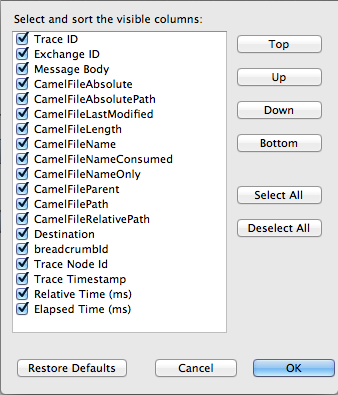 Select and sort the visible columns:
Trace ID
Exchange ID
Message Body
CamelFileAbsolute
CamelFileAbsolutePath
CamelFileLastModified
CamelFileLength
CamelFileName
CamelFileNameConsumed
CamelFileNameOnly
CamelFileParent
CamelFilePath
CamelFileRelativePath
Destination
breadcrumbId
Trace Node Id
Trace Timestamp
Relative Time (ms)
Elapsed Time (ms)
Top
Up
Down
Bottom
Select All
Deselect All
Restore Defaults
Cancel
OK